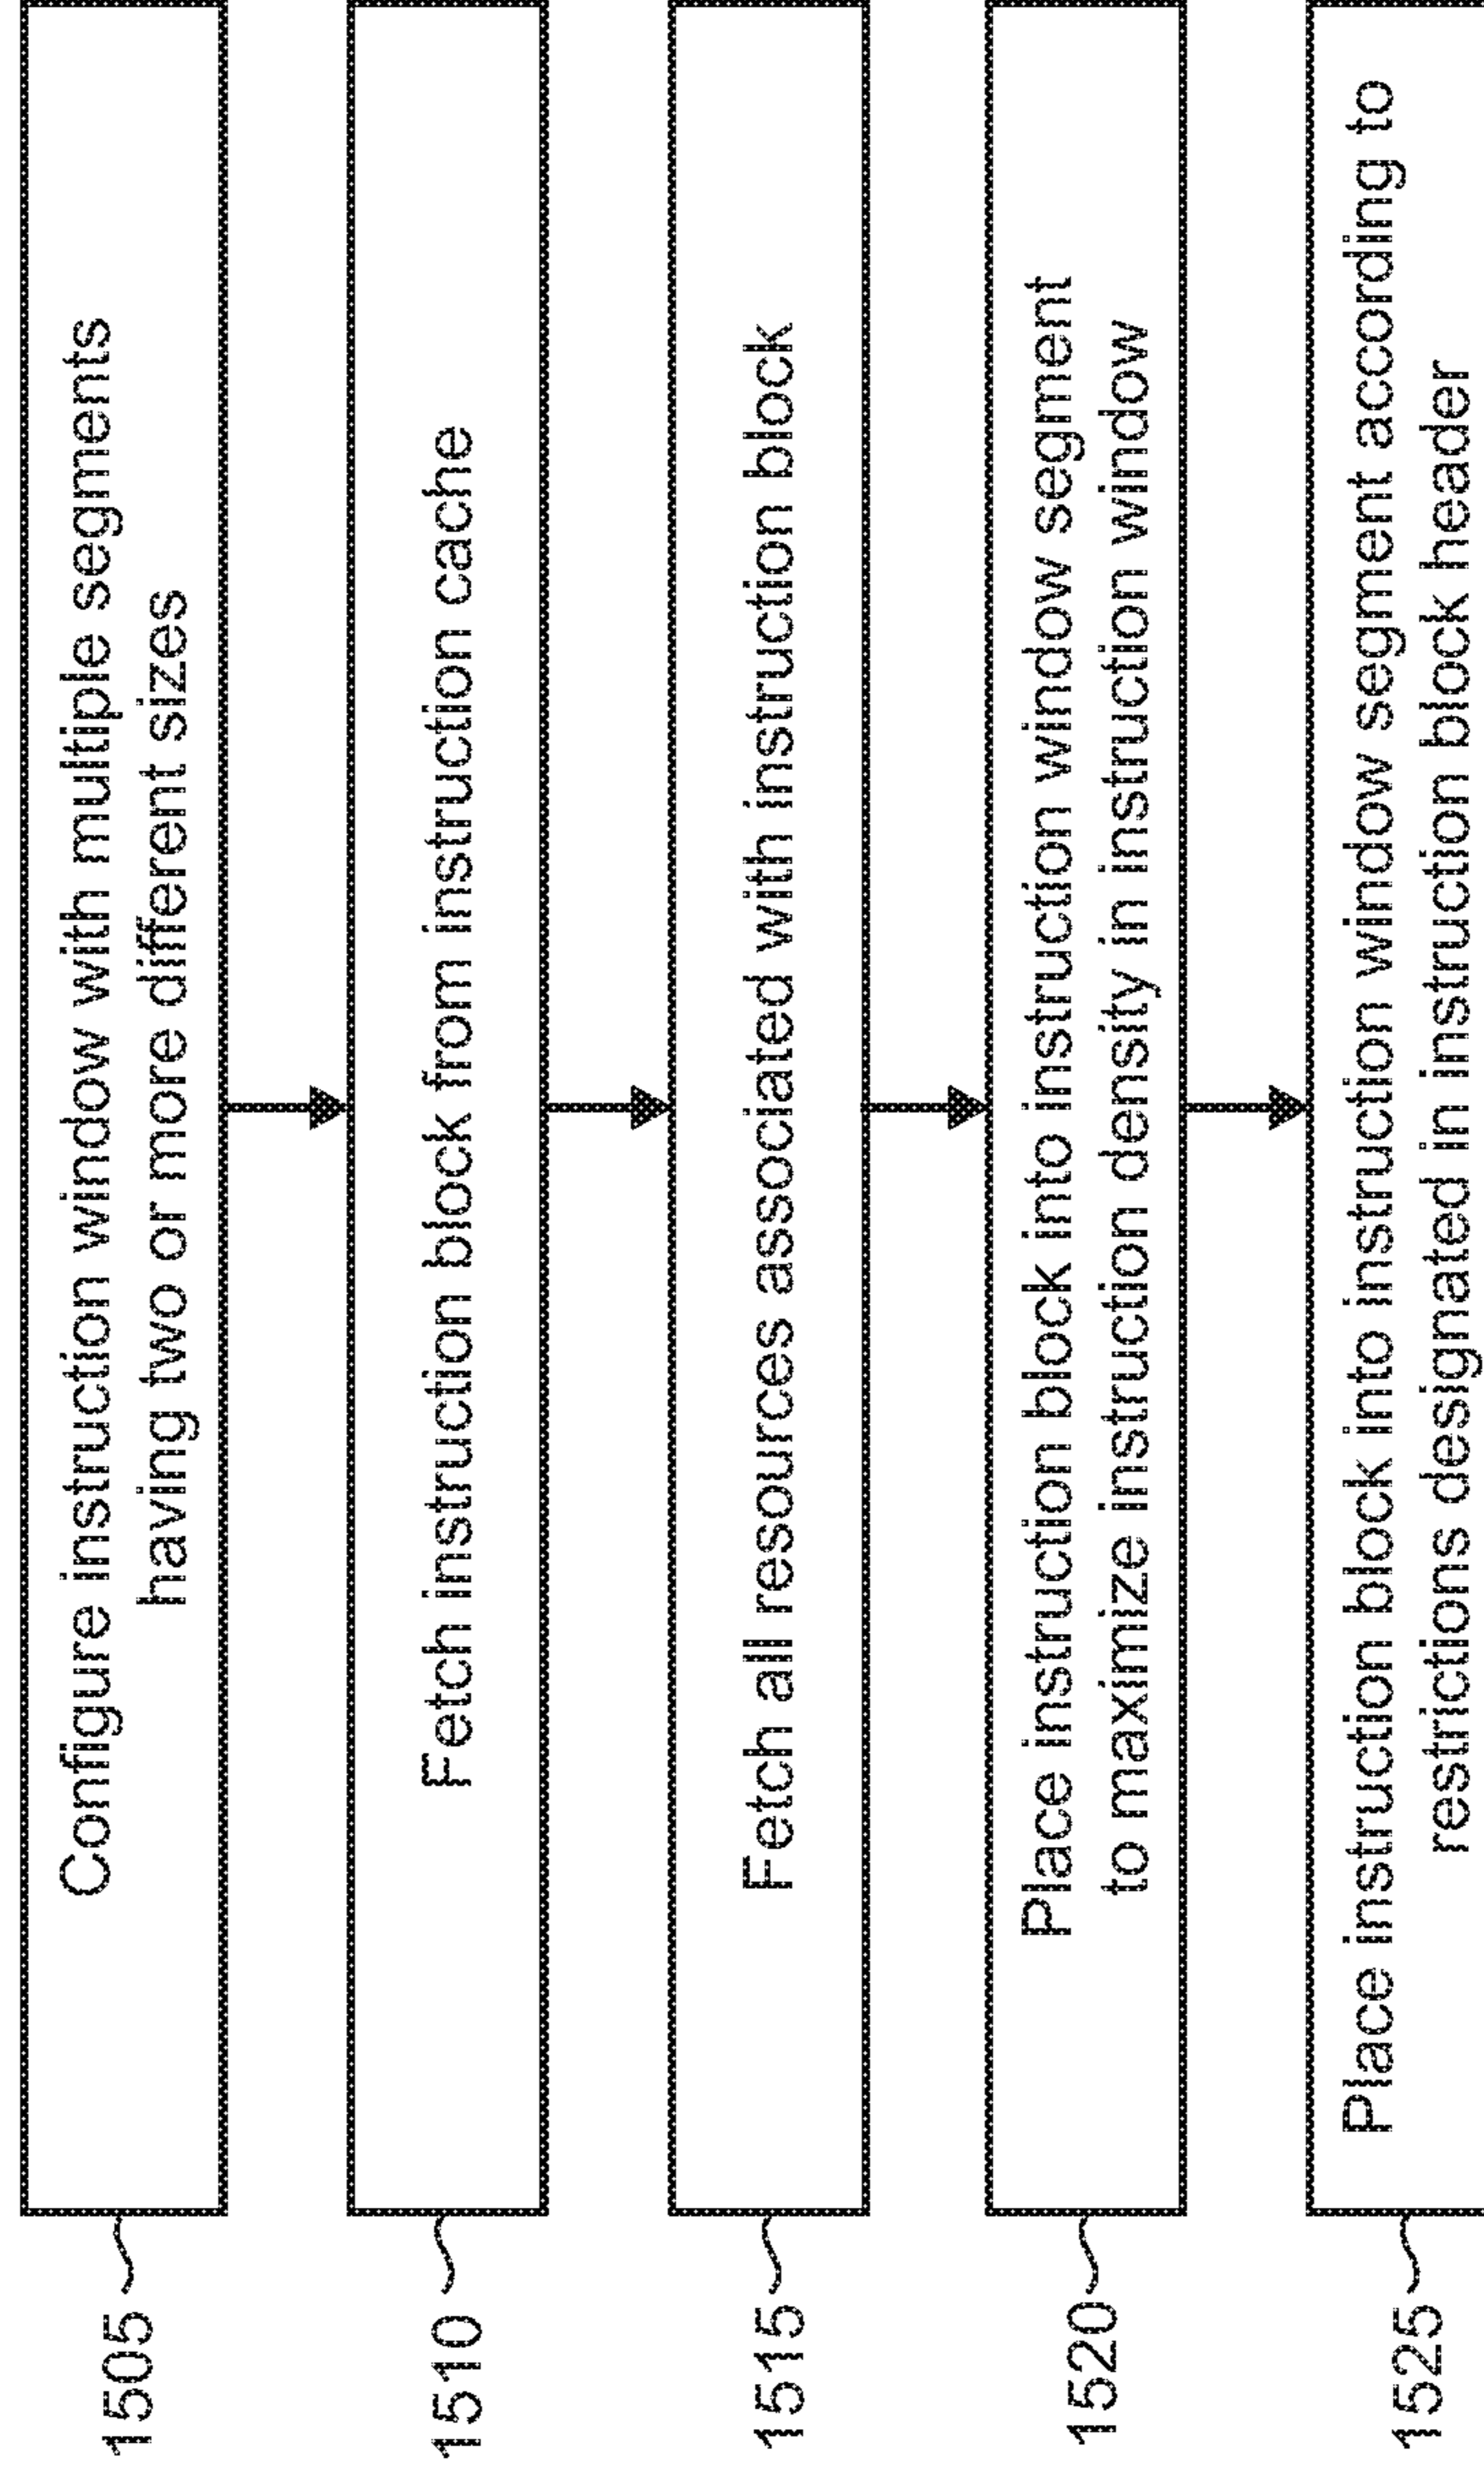 1505
Configure instruction window with multiple segments
having two or more different sizes
1510
Fetch instruction block from instruction cache
1515
Fetch all resources associated with instruction block
1520
Place instruction block into instruction window segment
to maximize instruction density in instruction window
1525
Place instruction block into instruction window segment according to
restrictions designated in instruction block header